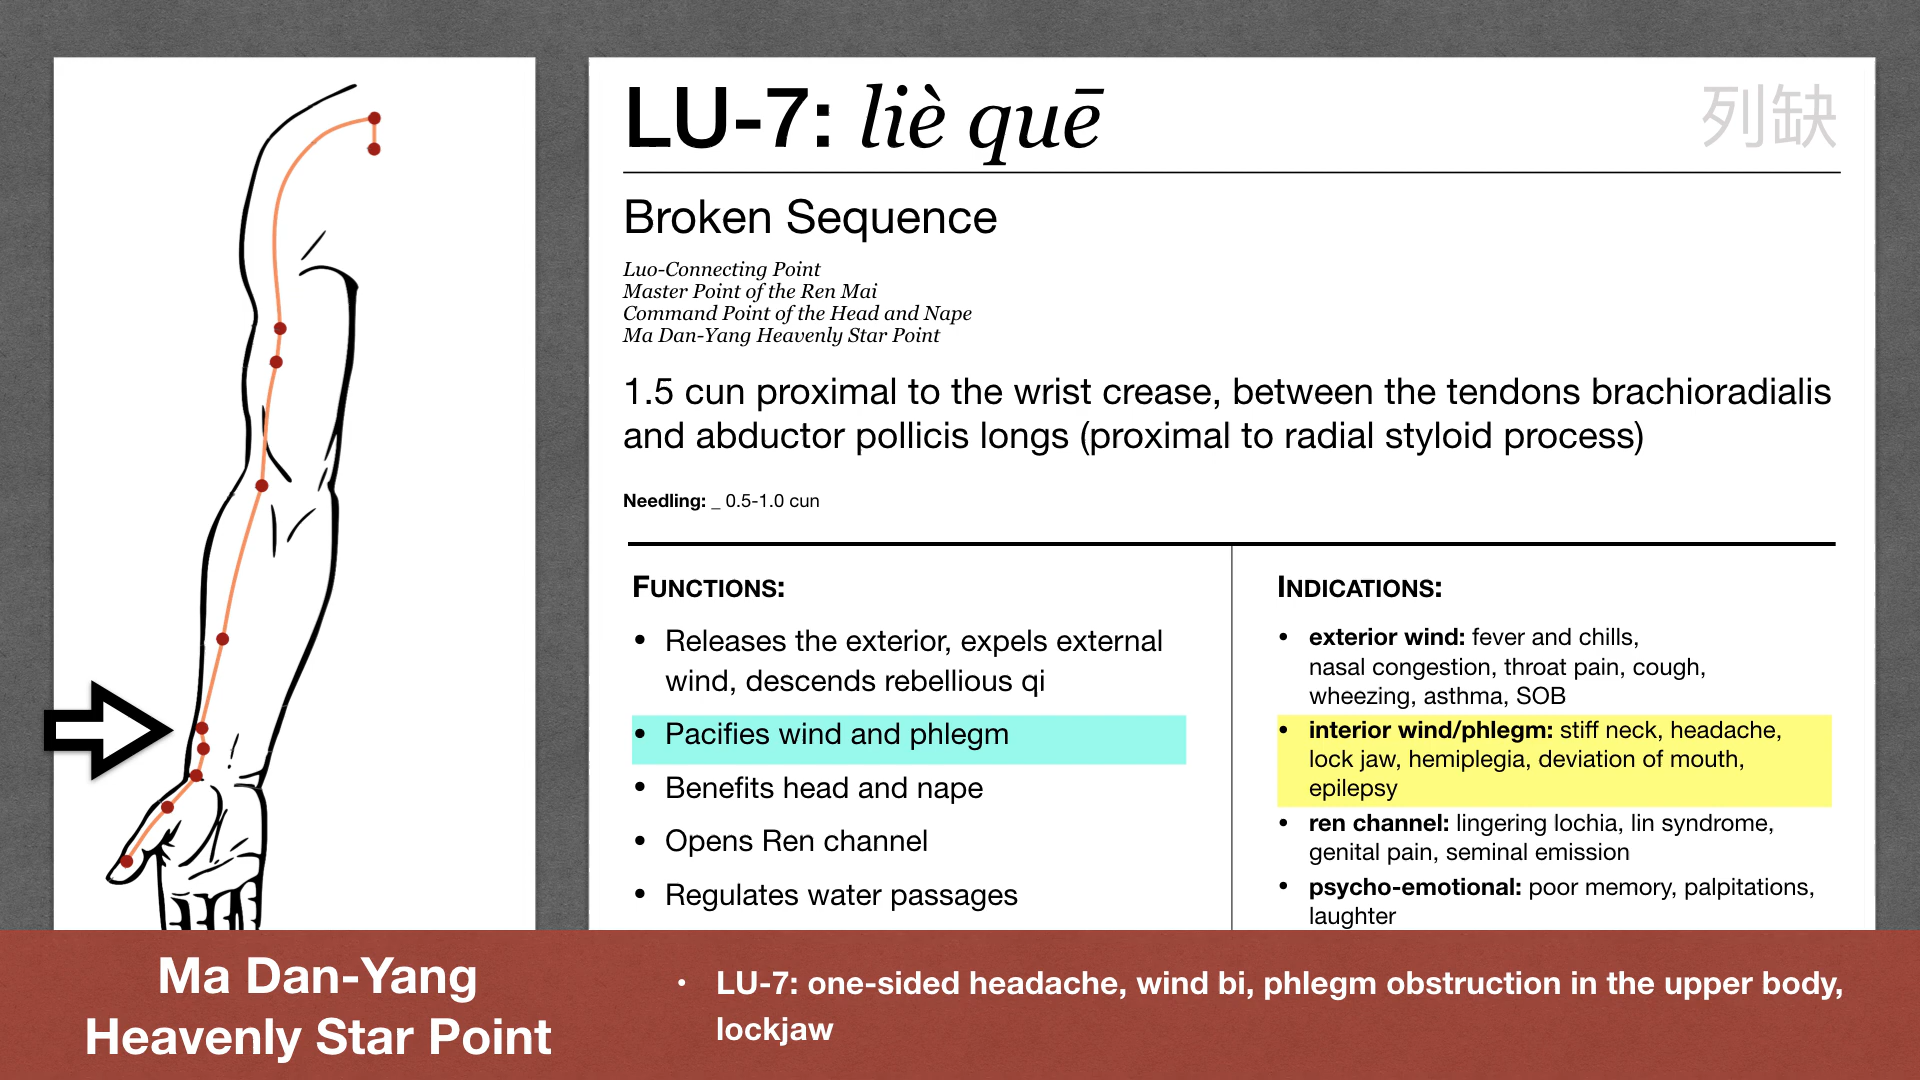 LU-7: liè quē
列缺
Broken Sequence
Luo-Connecting Point
Master Point of the Ren Mai
Command Point of the Head and Nape
Ma Dan-Yang Heavenly Star Point
1.5 cun proximal to the wrist crease, between the tendons brachioradialis
and abductor pollicis longs (proximal to radial styloid process)
Needling: _ 0.5-1.0 cun
FUNCTIONS:
• Releases the exterior, expels external
wind, descends rebellious qi
• Pacifies wind and phlegm
• Benefits head and nape
• Opens Ren channel
• Regulates water passages
INDICATIONS:
• exterior wind: fever and chills,
nasal congestion, throat pain, cough,
wheezing, asthma, SOB
• interior wind/phlegm: stiff neck, headache,
lock jaw, hemiplegia, deviation of mouth,
epilepsy
• ren channel: lingering lochia, lin syndrome,
genital pain, seminal emission
• psycho-emotional: poor memory, palpitations,
laughter
Ma Dan-Yang
Heavenly Star Point
• LU-7: one-sided headache, wind bi, phlegm obstruction in the upper body,
lockjaw